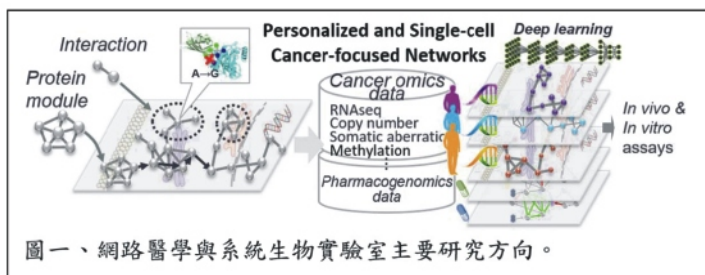 Interaction
Protein
module
A→G
Personalized and Single-cell
Cancer-focused Networks
Cancer omics
data
RNAseq
Copy number
Somatic aberratic
Methylation
Pharmacogenomics
data
Deep learning
In vivo &
In vitro
assays
圖一、網路醫學與系統生物實驗室主要研究方向。